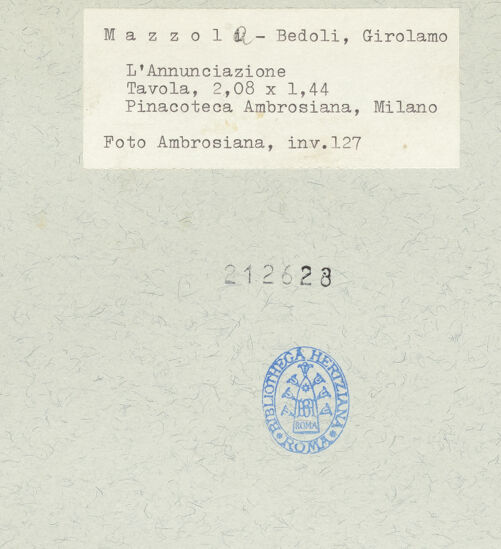 Mazzola - Bedoli, Girolamo
L'Annunciazione
Tavola, 2,08 x 1,44
Pinacoteca Ambrosiana, Milano
Foto Ambrosiana, inv.127
212628
BIBLIOTHECA HERTZIANA
ROMA
ROMA